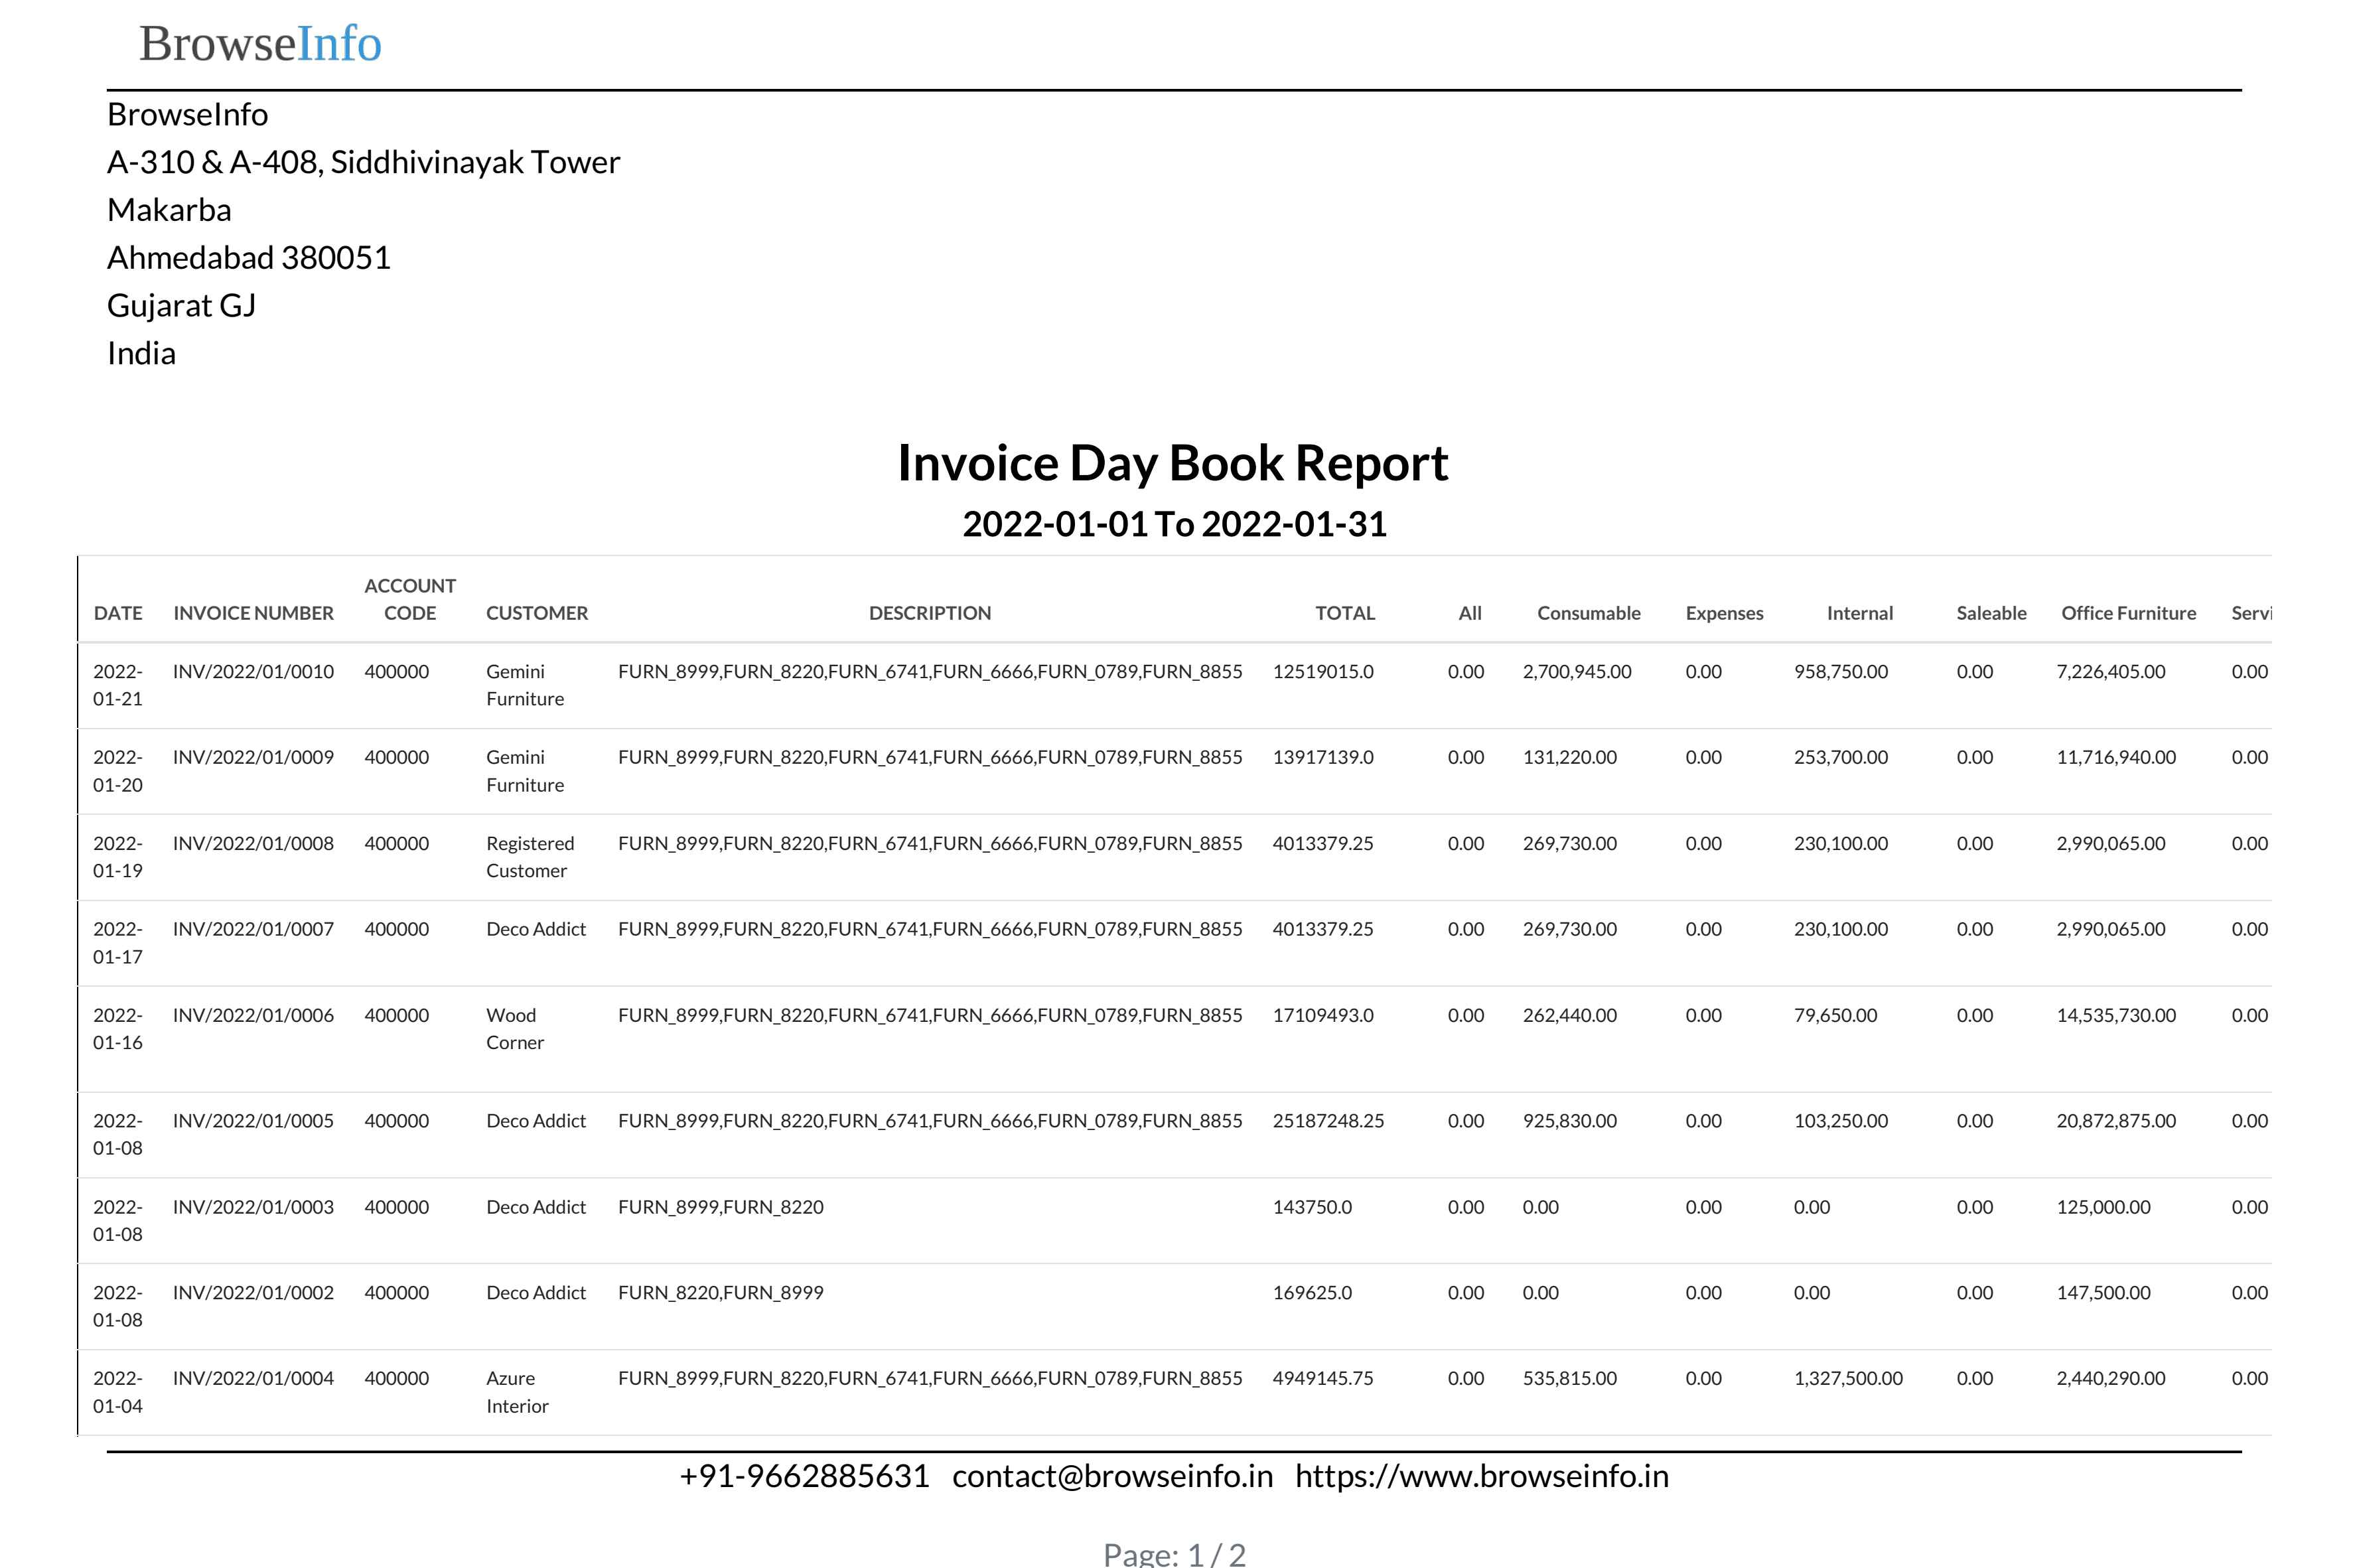 BrowseInfo
BrowseInfo
A-310 & A-408, Siddhivinayak Tower
Makarba
Ahmedabad 380051
Gujarat GJ
India
Invoice Day Book Report
2022-01-01 To 2022-01-31
DATE INVOICE NUMBER ACCOUNT CODE CUSTOMER DESCRIPTION TOTAL All Consumable Expenses Internal Saleable Office Furniture Servi
2022-01-21 INV/2022/01/0010 400000 Gemini Furniture FURN_8999,FURN_8220,FURN_6741,FURN_6666,FURN_0789,FURN_8855 12519015.0 0.00 2,700,945.00 0.00 958,750.00 0.00 7,226,405.00 0.00
2022-01-20 INV/2022/01/0009 400000 Gemini Furniture FURN_8999,FURN_8220,FURN_6741,FURN_6666,FURN_0789,FURN_8855 13917139.0 0.00 131,220.00 0.00 253,700.00 0.00 11,716,940.00 0.00
2022-01-19 INV/2022/01/0008 400000 Registered Customer FURN_8999,FURN_8220,FURN_6741,FURN_6666,FURN_0789,FURN_8855 4013379.25 0.00 269,730.00 0.00 230,100.00 0.00 2,990,065.00 0.00
2022-01-17 INV/2022/01/0007 400000 Deco Addict FURN_8999,FURN_8220,FURN_6741,FURN_6666,FURN_0789,FURN_8855 4013379.25 0.00 269,730.00 0.00 230,100.00 0.00 2,990,065.00 0.00
2022-01-16 INV/2022/01/0006 400000 Wood Corner FURN_8999,FURN_8220,FURN_6741,FURN_6666,FURN_0789,FURN_8855 17109493.0 0.00 262,440.00 0.00 79,650.00 0.00 14,535,730.00 0.00
2022-01-08 INV/2022/01/0005 400000 Deco Addict FURN_8999,FURN_8220,FURN_6741,FURN_6666,FURN_0789,FURN_8855 25187248.25 0.00 925,830.00 0.00 103,250.00 0.00 20,872,875.00 0.00
2022-01-08 INV/2022/01/0003 400000 Deco Addict FURN_8999,FURN_8220 143750.0 0.00 0.00 0.00 0.00 0.00 125,000.00 0.00
2022-01-08 INV/2022/01/0002 400000 Deco Addict FURN_8220,FURN_8999 169625.0 0.00 0.00 0.00 0.00 0.00 147,500.00 0.00
2022-01-04 INV/2022/01/0004 400000 Azure Interior FURN_8999,FURN_8220,FURN_6741,FURN_6666,FURN_0789,FURN_8855 4949145.75 0.00 535,815.00 0.00 1,327,500.00 0.00 2,440,290.00 0.00
+91-9662885631 contact@browseinfo.in https://www.browseinfo.in
Page: 1 / 2